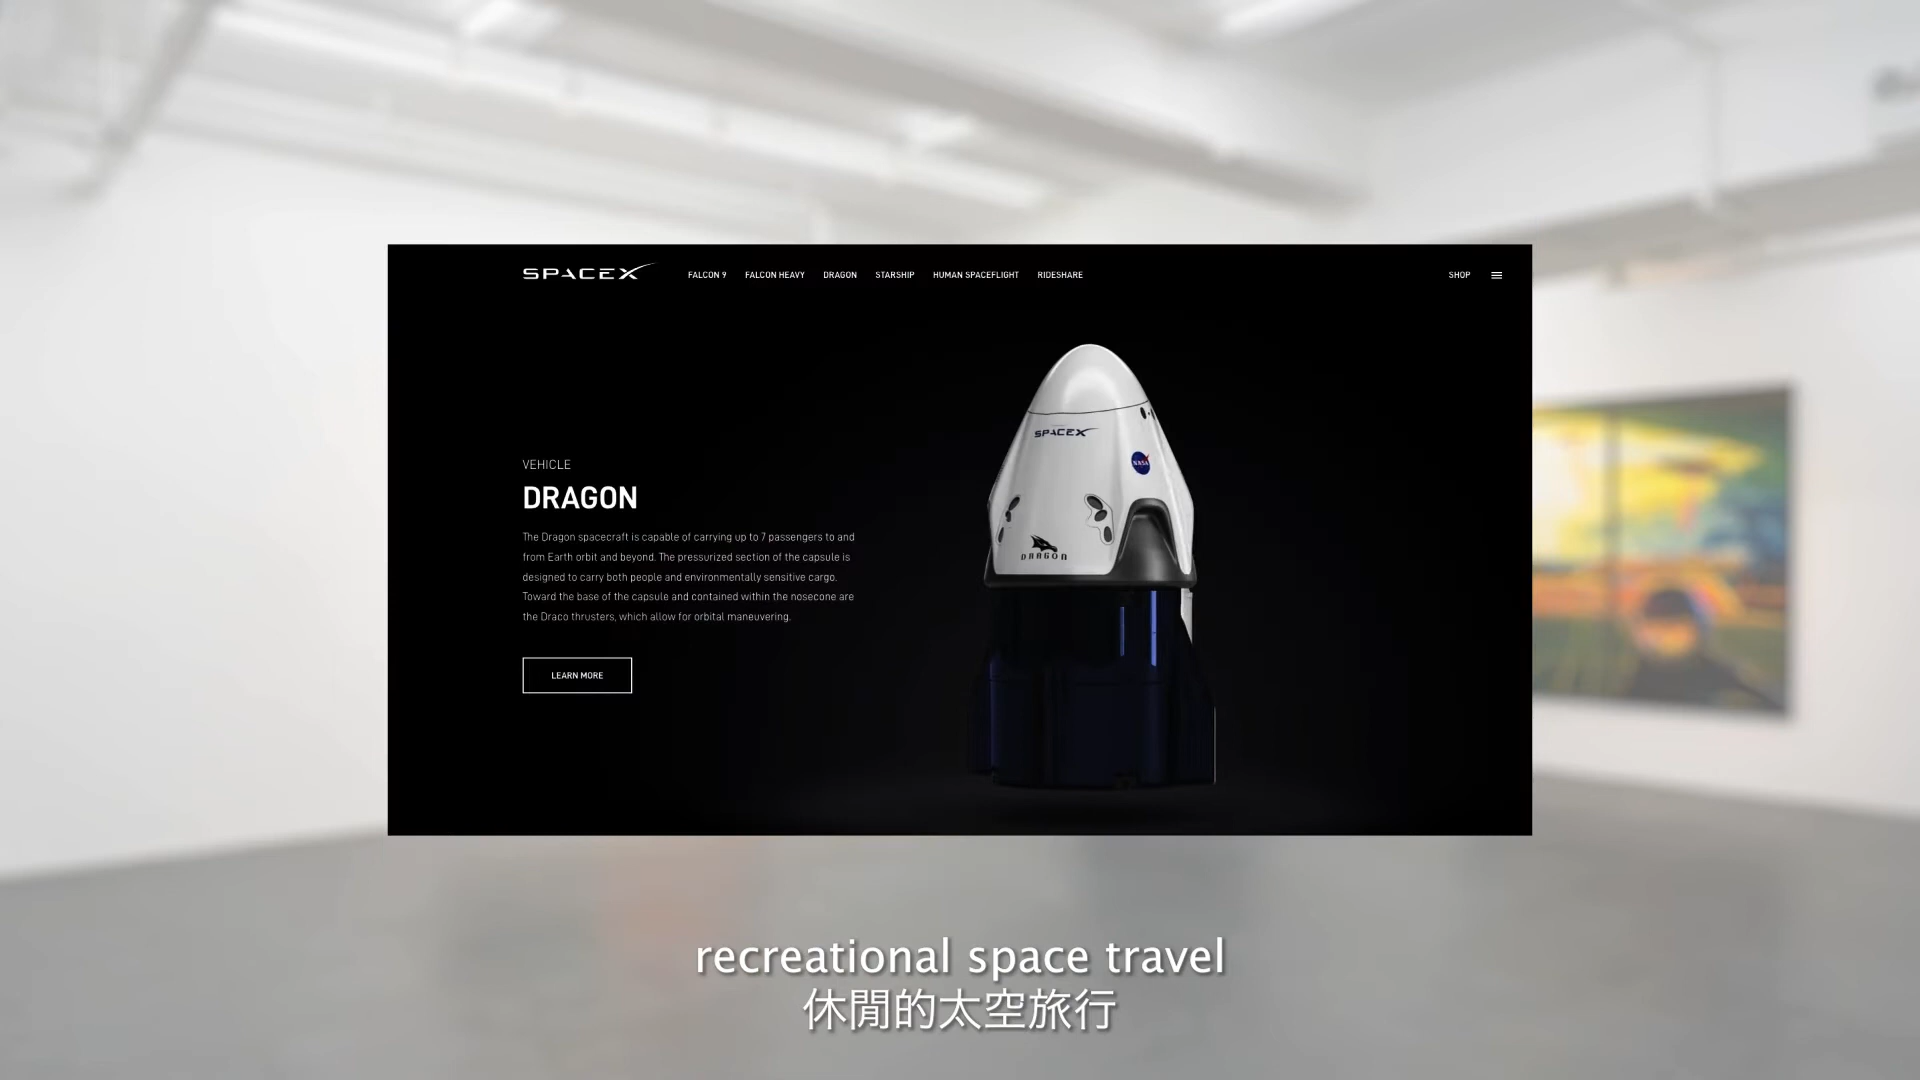 SPACEX FALCON 9 FALCON HEAVY DRAGON STARSHIP HUMAN SPACEFLIGHT RIDESHARE SHOP
SPACEX
NASA
DRAGON
VEHICLE
DRAGON
The Dragon spacecraft is capable of carrying up to 7 passengers to and
from Earth orbit and beyond. The pressurized section of the capsule is
designed to carry both people and environmentally sensitive cargo.
Toward the base of the capsule and contained within the nosecone are
the Draco thrusters, which allow for orbital maneuvering.
LEARN MORE
recreational space travel
休閒的太空旅行